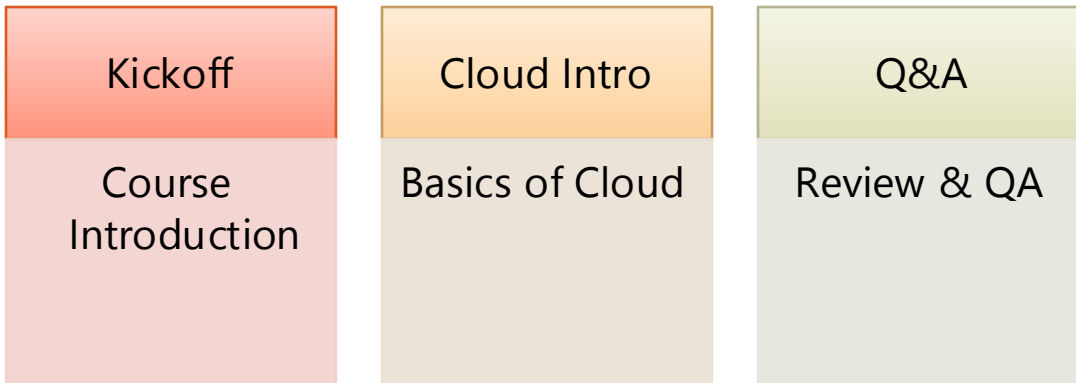 Kickoff
Course
Introduction
Cloud Intro
Basics of Cloud
Q&A
Review & QA